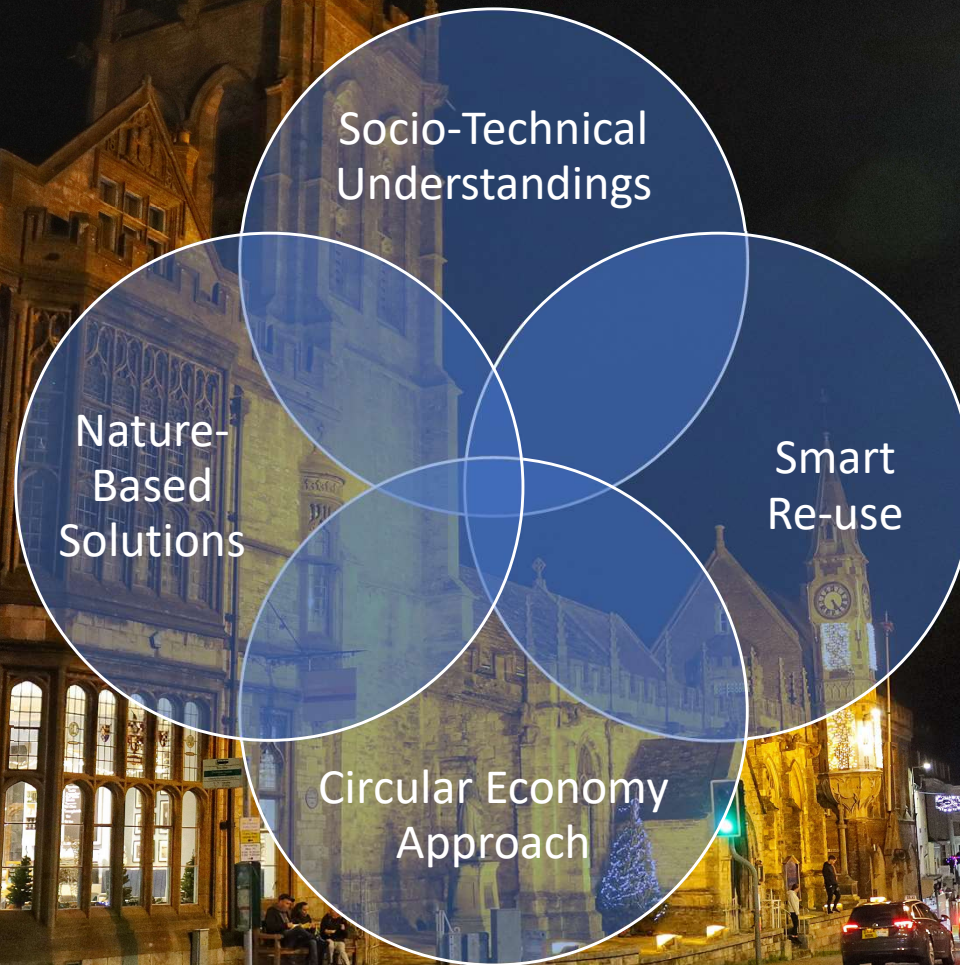 Socio-Technical
Understandings
Nature-
Based
Solutions
Smart
Re-use
Circular Economy
Approach